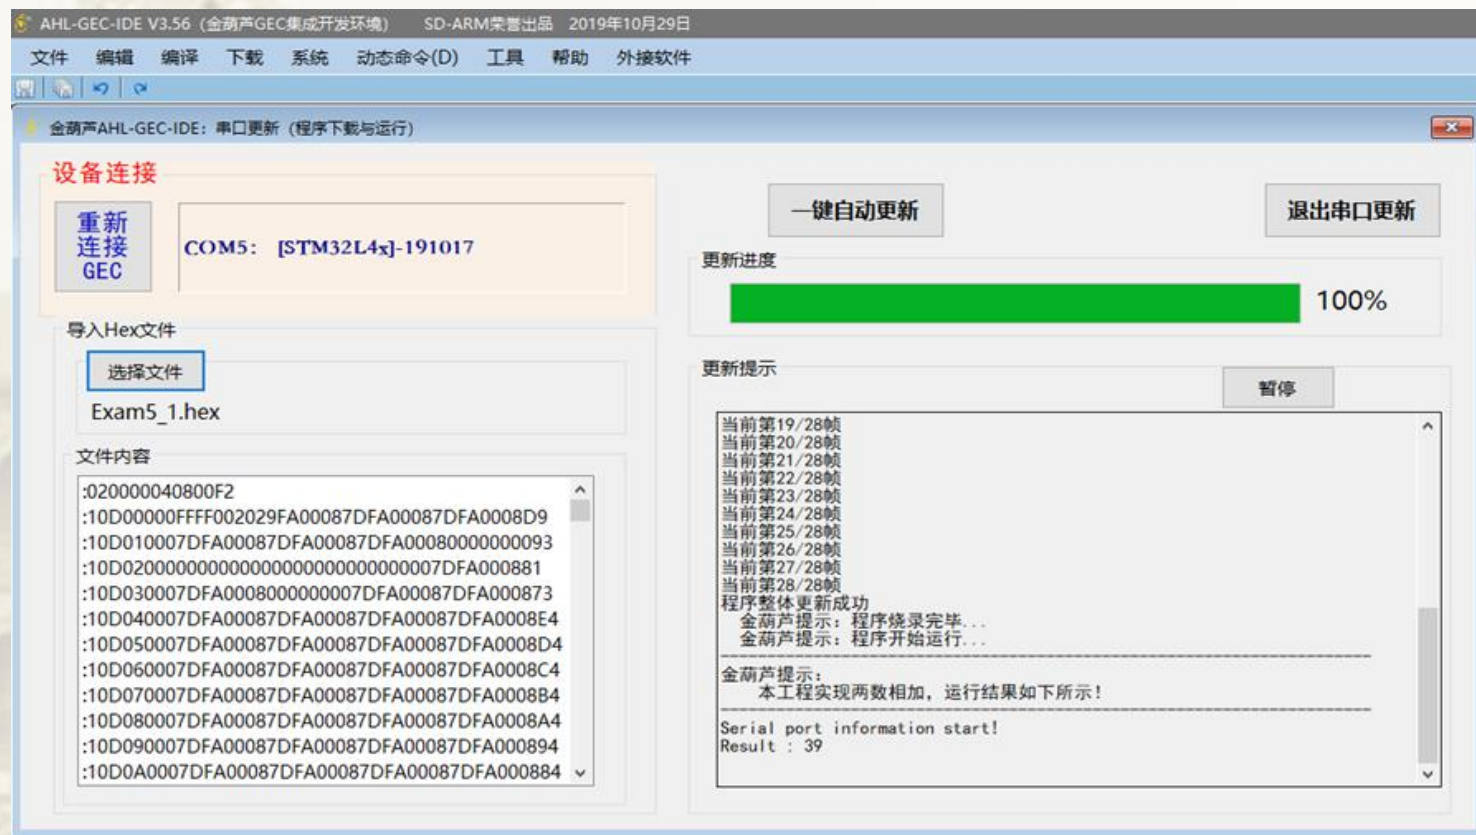 AHL-GEC-IDE V3.56（金葫芦GEC集成开发环境） SD-ARM荣誉出品 2019年10月29日
文件 编辑 编译 下载 系统 动态命令(D) 工具 帮助 外接软件
金葫芦AHL-GEC-IDE：串口更新（程序下载与运行）
设备连接
重新
连接
GEC
COM5： [STM32L4x]-191017
导入Hex文件
选择文件
Exam5_1.hex
文件内容
:020000040800F2
:10D00000FFFF002029FA00087DFA00087DFA0008D9
:10D010007DFA00087DFA00087DFA00080000000093
:10D020000000000000000000000000007DFA000881
:10D030007DFA0008000000007DFA00087DFA000873
:10D040007DFA00087DFA00087DFA00087DFA0008E4
:10D050007DFA00087DFA00087DFA00087DFA0008D4
:10D060007DFA00087DFA00087DFA00087DFA0008C4
:10D070007DFA00087DFA00087DFA00087DFA0008B4
:10D080007DFA00087DFA00087DFA00087DFA0008A4
:10D090007DFA00087DFA00087DFA00087DFA000894
:10D0A0007DFA00087DFA00087DFA00087DFA000884
一键自动更新
退出串口更新
更新进度
100%
更新提示
暂停
当前第19/28帧
当前第20/28帧
当前第21/28帧
当前第22/28帧
当前第23/28帧
当前第24/28帧
当前第25/28帧
当前第26/28帧
当前第27/28帧
当前第28/28帧
程序整体更新成功
金葫芦提示：程序烧录完毕...
金葫芦提示：程序开始运行...
金葫芦提示：
本工程实现两数相加，运行结果如下所示！
Serial port information start!
Result : 39